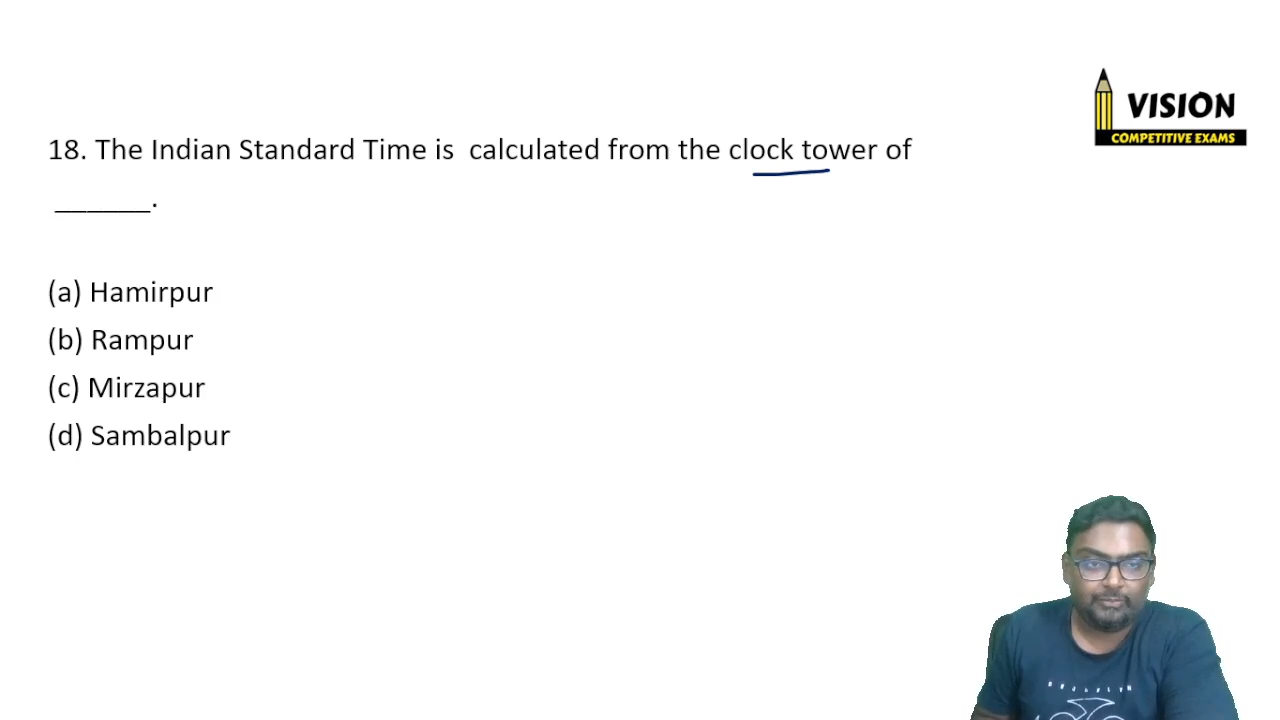 VISION
COMPETITIVE EXAMS
18. The Indian Standard Time is calculated from the clock tower of
______.
(a) Hamirpur
(b) Rampur
(c) Mirzapur
(d) Sambalpur